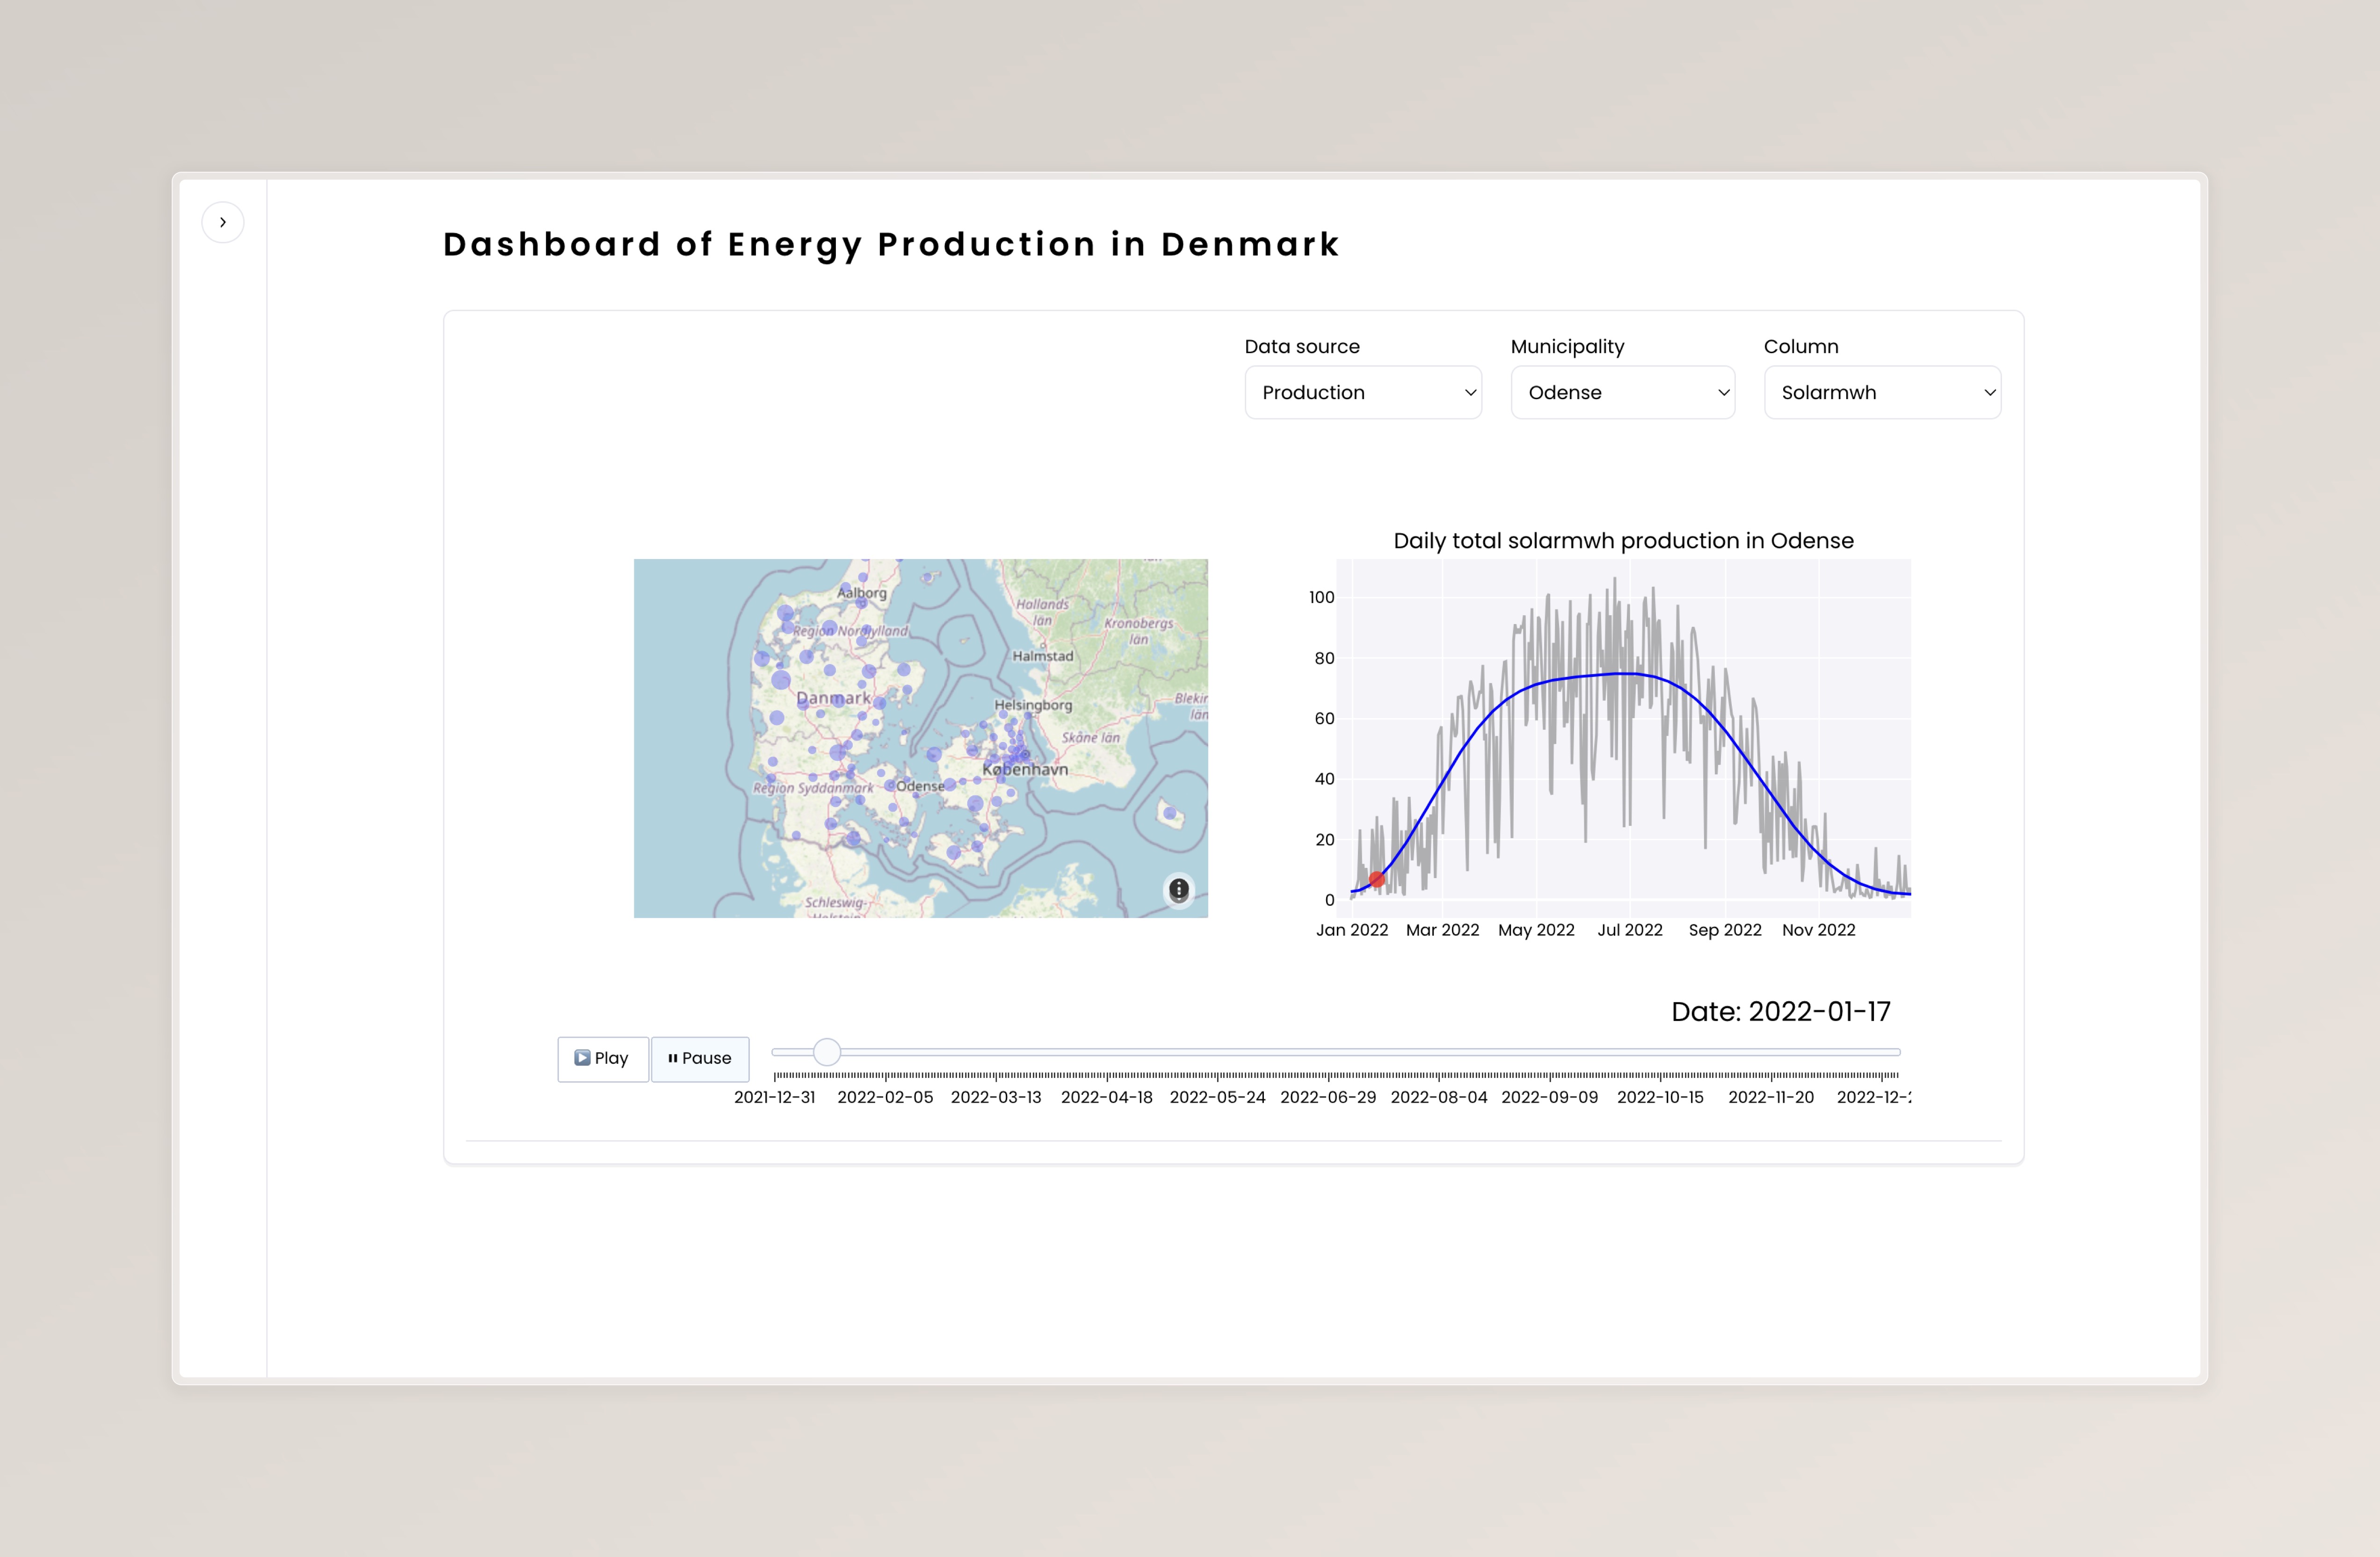 Dashboard of Energy Production in Denmark
Data source
Municipality
Column
Production
Odense
Solarmwh
Aalborg
Region Nordjylland
Hallands
län
Kronobergs
län
Halmstad
Danmark
Helsingborg
Skåne län
København
Region Syddanmark
Odense
Schleswig-
Daily total solarmwh production in Odense
100
80
60
40
20
0
Jan 2022 Mar 2022 May 2022 Jul 2022 Sep 2022 Nov 2022
Date: 2022-01-17
Play
Pause
2021-12-31 2022-02-05 2022-03-13 2022-04-18 2022-05-24 2022-06-29 2022-08-04 2022-09-09 2022-10-15 2022-11-20 2022-12-